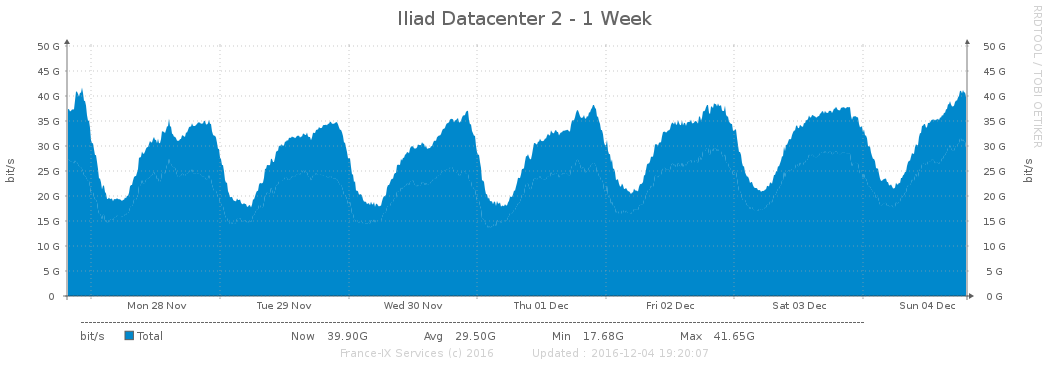 Iliad Datacenter 2 - 1 Week
RRDTOOL / TOBI OETIKER
50 G 50 G
45 G 45 G
40 G 40 G
35 G 35 G
30 G 30 G
25 G 25 G
20 G 20 G
15 G 15 G
10 G 10 G
5 G 5 G
0 0 G
bit/s bit/s
Mon 28 Nov Tue 29 Nov Wed 30 Nov Thu 01 Dec Fri 02 Dec Sat 03 Dec Sun 04 Dec
bit/s Total Now 39.90G Avg 29.50G Min 17.68G Max 41.65G
France-IX Services (c) 2016 Updated : 2016-12-04 19:20:07